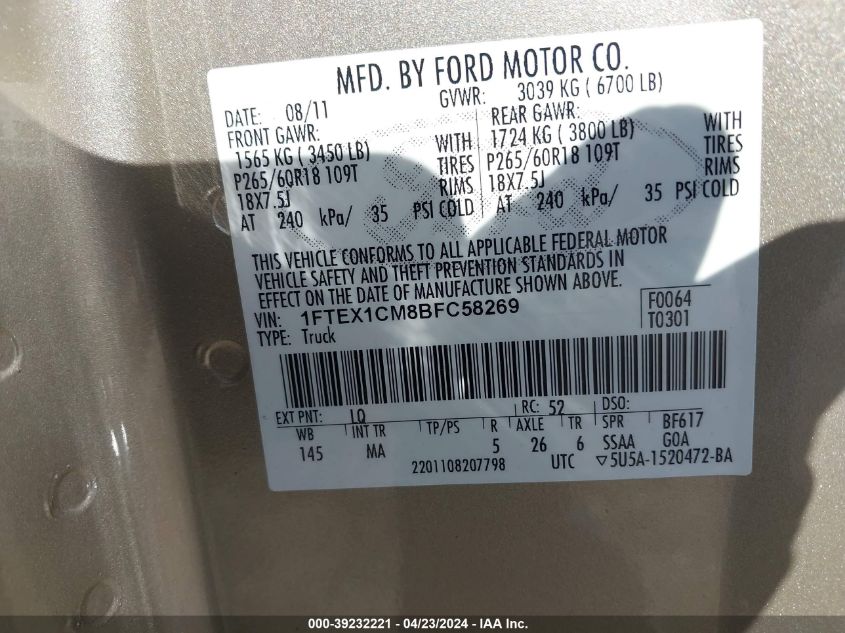 MFD. BY FORD MOTOR CO.
DATE: 08/11 GVWR: 3039 KG ( 6700 LB)
FRONT GAWR: REAR GAWR:
1565 KG ( 3450 LB) WITH 1724 KG ( 3800 LB) WITH
P265/60R18 109T TIRES P265/60R18 109T TIRES
18X7.5J RIMS 18X7.5J RIMS
AT 240 kPa/ 35 PSI COLD AT 240 kPa/ 35 PSI COLD
THIS VEHICLE CONFORMS TO ALL APPLICABLE FEDERAL MOTOR
VEHICLE SAFETY AND THEFT PREVENTION STANDARDS IN
EFFECT ON THE DATE OF MANUFACTURE SHOWN ABOVE.
VIN: 1FTEX1CM8BFC58269 F0064
TYPE: Truck T0301
EXT PNT: LQ RC: 52 DSO:
WB INT TR TP/PS R AXLE TR SPR BF617
145 MA 5 26 6 SSAA GOA
2201108207798 UTC ▽5U5A-1520472-BA
000-39232221 - 04/23/2024 - IAA Inc.